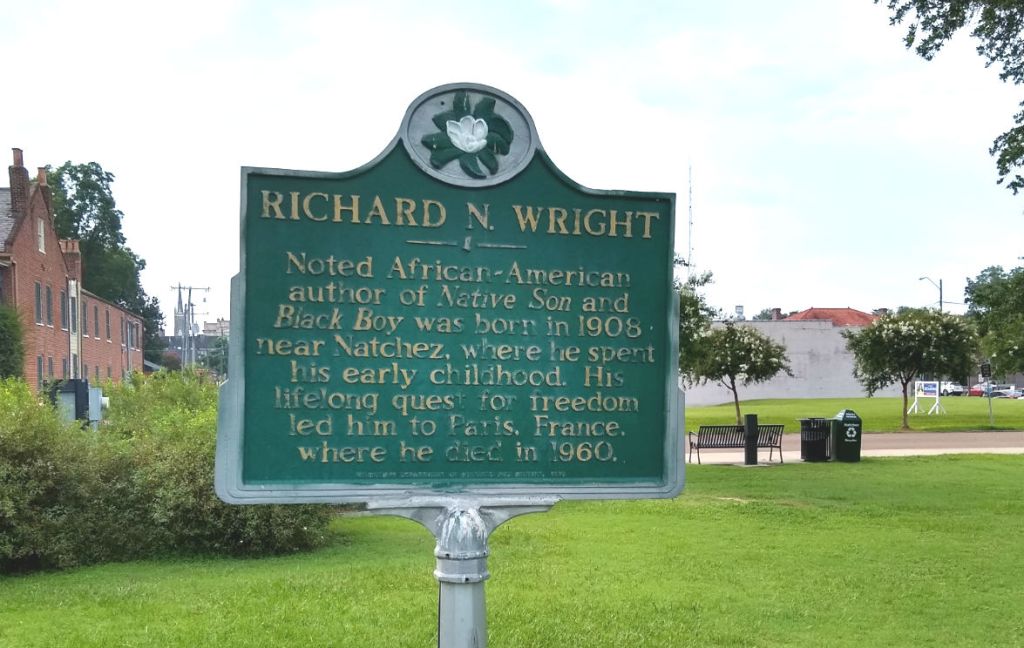 RICHARD N. WRIGHT
Noted African-American
author of Native Son and
Black Boy was born in 1908
near Natchez, where he spent
his early childhood. His
lifelong quest for freedom
led him to Paris, France,
where he died in 1960.